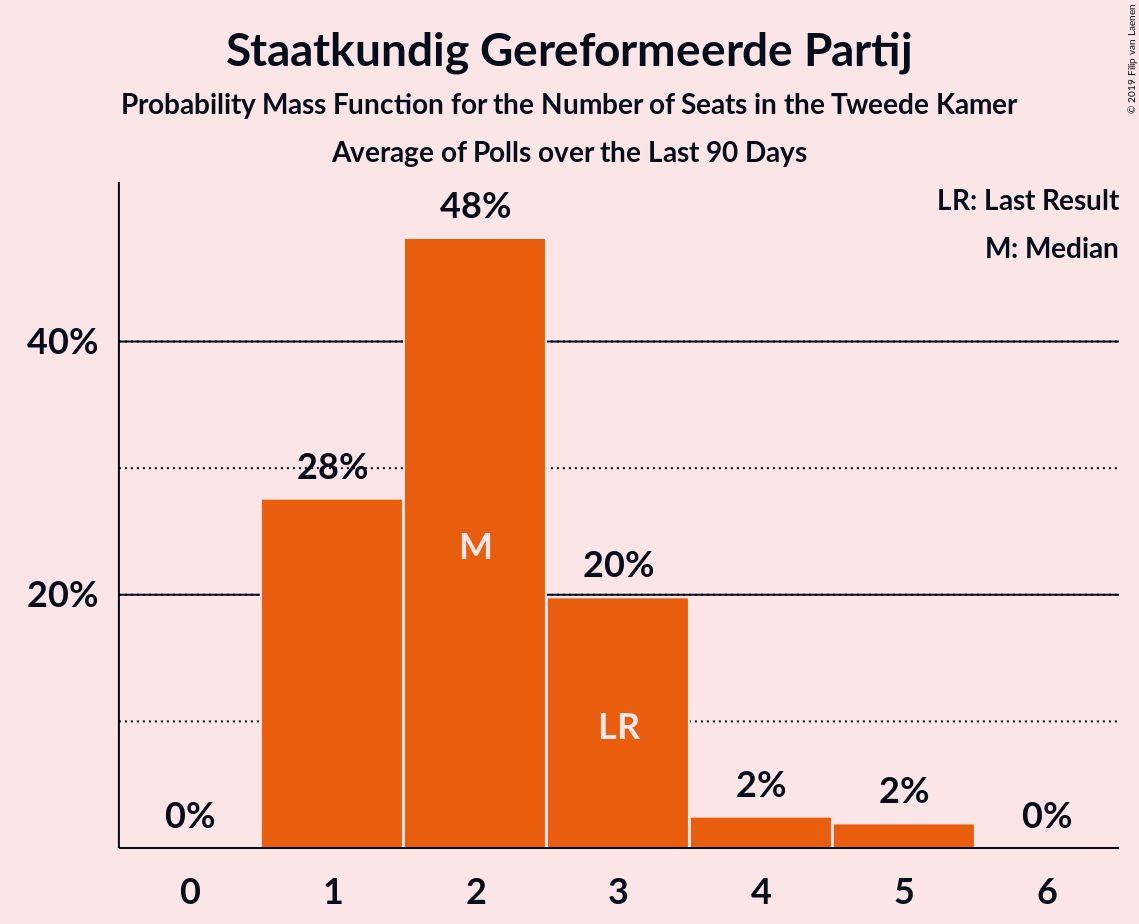 Staatkundig Gereformeerde Partij
Probability Mass Function for the Number of Seats in the Tweede Kamer
Average of Polls over the Last 90 Days
© 2019 Filip van Laenen
LR: Last Result
M: Median
48%
40%
28%
M
20%
20%
LR
2%
2%
0%
0%
0 1 2 3 4 5 6